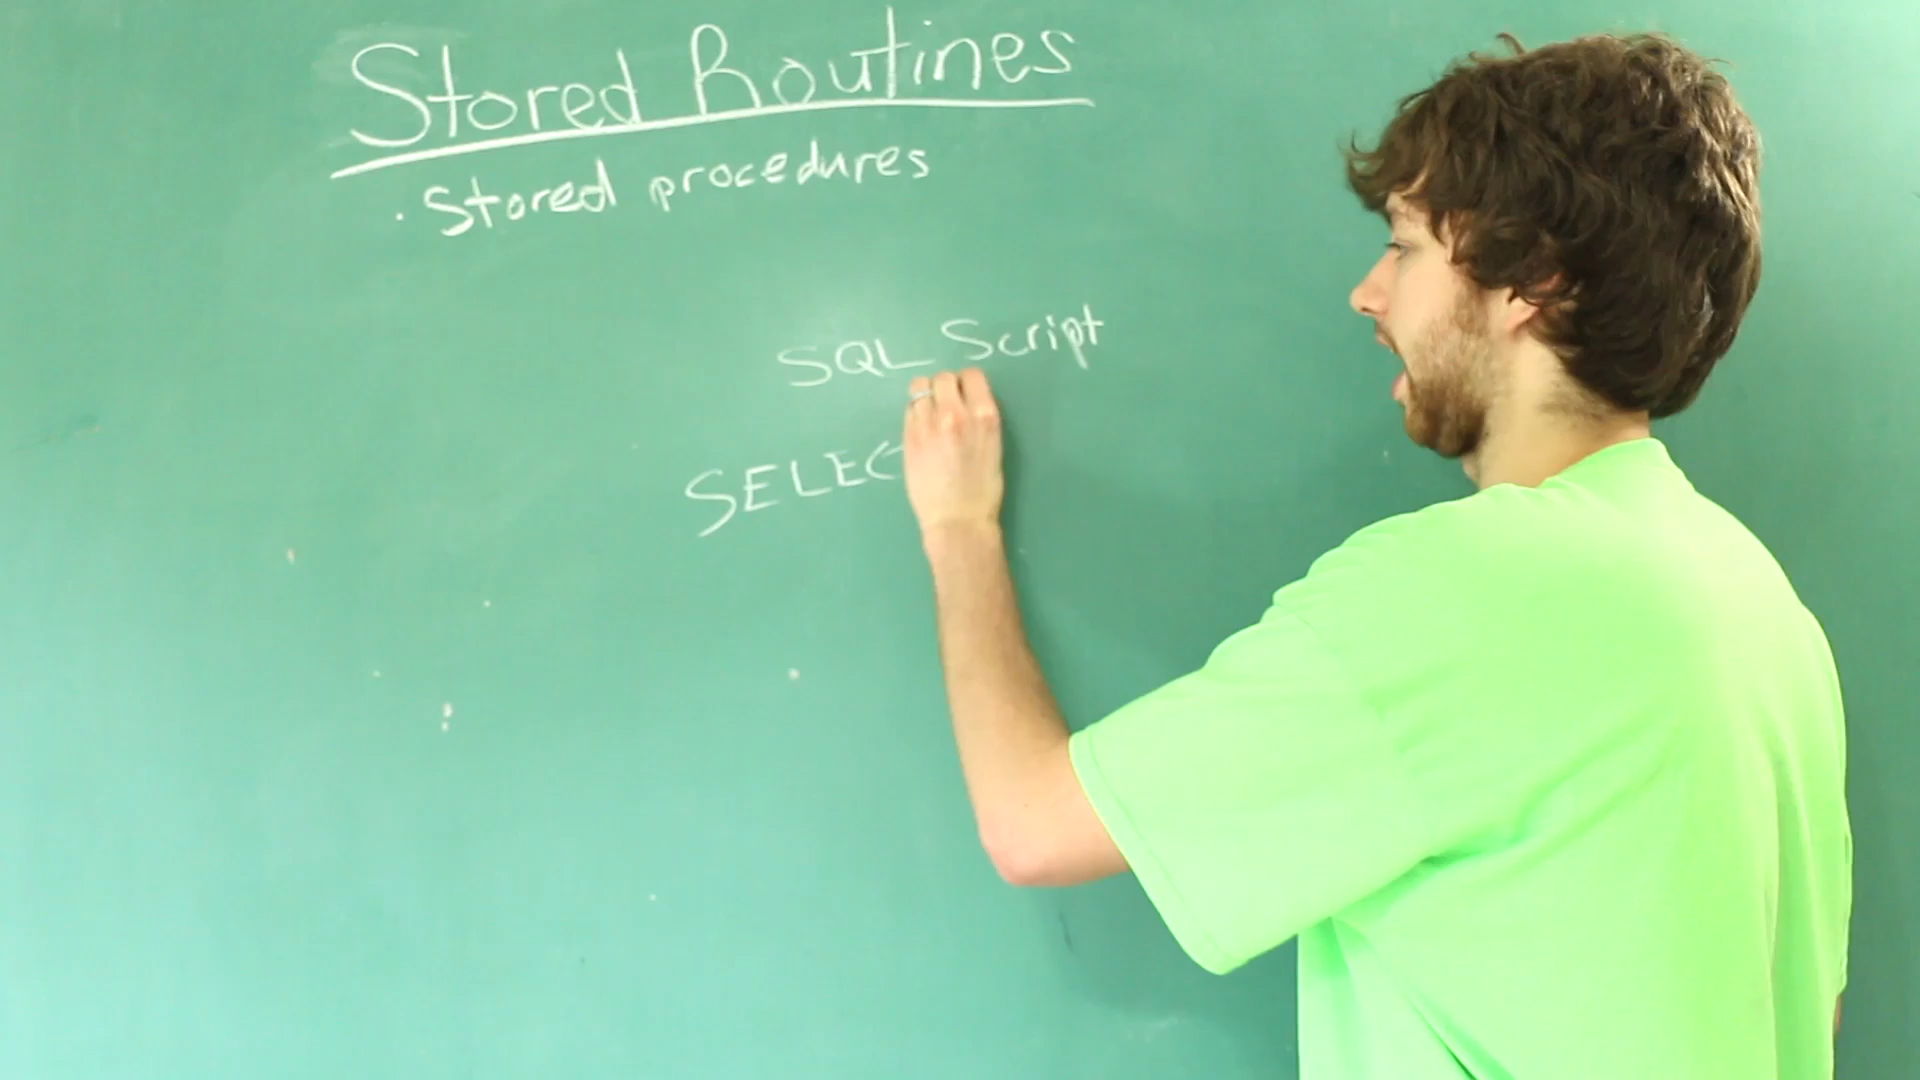 Stored Routines
· Stored procedures
SQL Script
SELEC